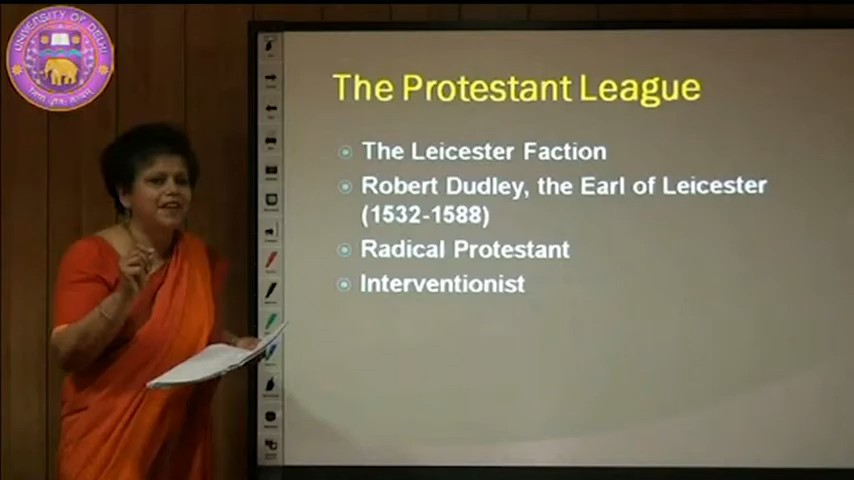 UNIVERSITY OF DELHI
The Protestant League
The Leicester Faction
Robert Dudley, the Earl of Leicester
(1532-1588)
Radical Protestant
Interventionist